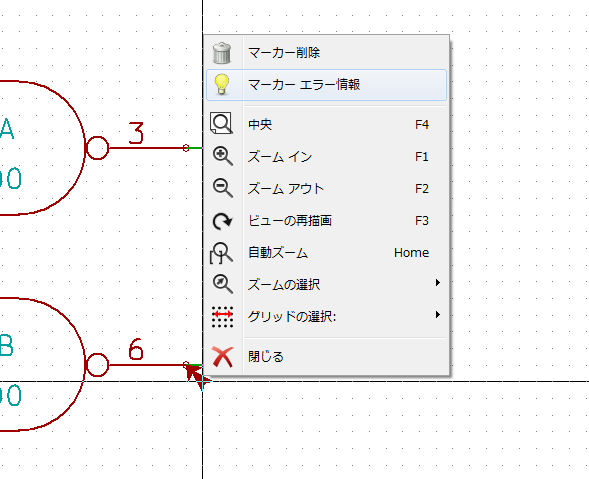 マーカー削除
マーカー エラー情報
中央 F4
ズーム イン F1
ズーム アウト F2
ビューの再描画 F3
自動ズーム Home
ズームの選択
グリッドの選択:
閉じる
A
3
00
B
6
00